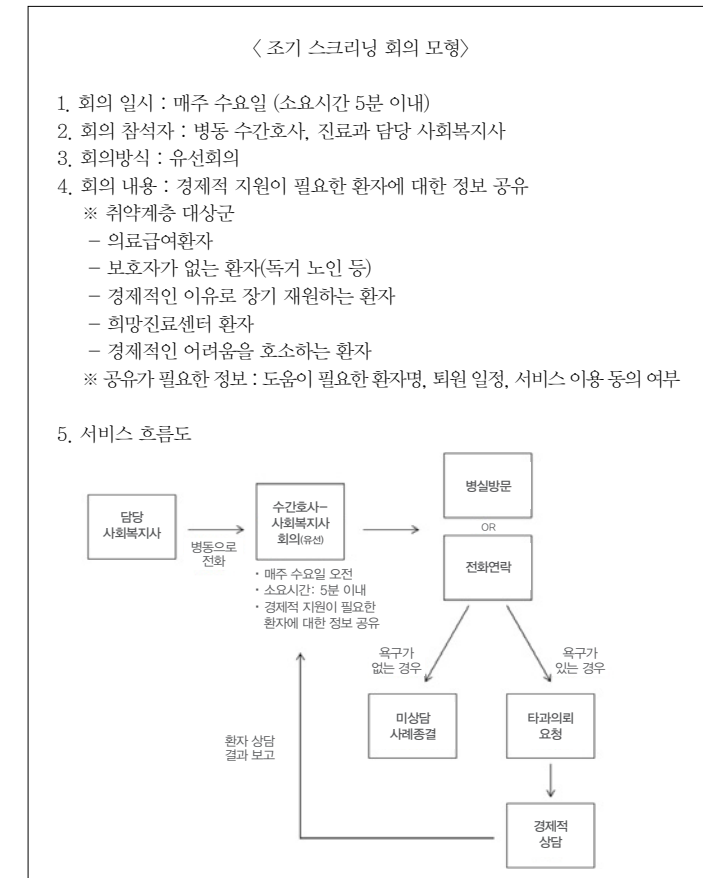 〈 조기 스크리닝 회의 모형〉
1. 회의 일시 : 매주 수요일 (소요시간 5분 이내)
2. 회의 참석자 : 병동 수간호사, 진료과 담당 사회복지사
3. 회의방식 : 유선회의
4. 회의 내용 : 경제적 지원이 필요한 환자에 대한 정보 공유
※ 취약계층 대상군
− 의료급여환자
− 보호자가 없는 환자(독거 노인 등)
− 경제적인 이유로 장기 재원하는 환자
− 희망진료센터 환자
− 경제적인 어려움을 호소하는 환자
※ 공유가 필요한 정보 : 도움이 필요한 환자명, 퇴원 일정, 서비스 이용 동의 여부
5. 서비스 흐름도
담당
사회복지사
병동으로
전화
수간호사−
사회복지사
회의(유선)
· 매주 수요일 오전
· 소요시간: 5분 이내
· 경제적 지원이 필요한
환자에 대한 정보 공유
병실방문
OR
전화연락
욕구가
없는 경우
욕구가
있는 경우
미상담
사례종결
타과의뢰
요청
환자 상담
결과 보고
경제적
상담